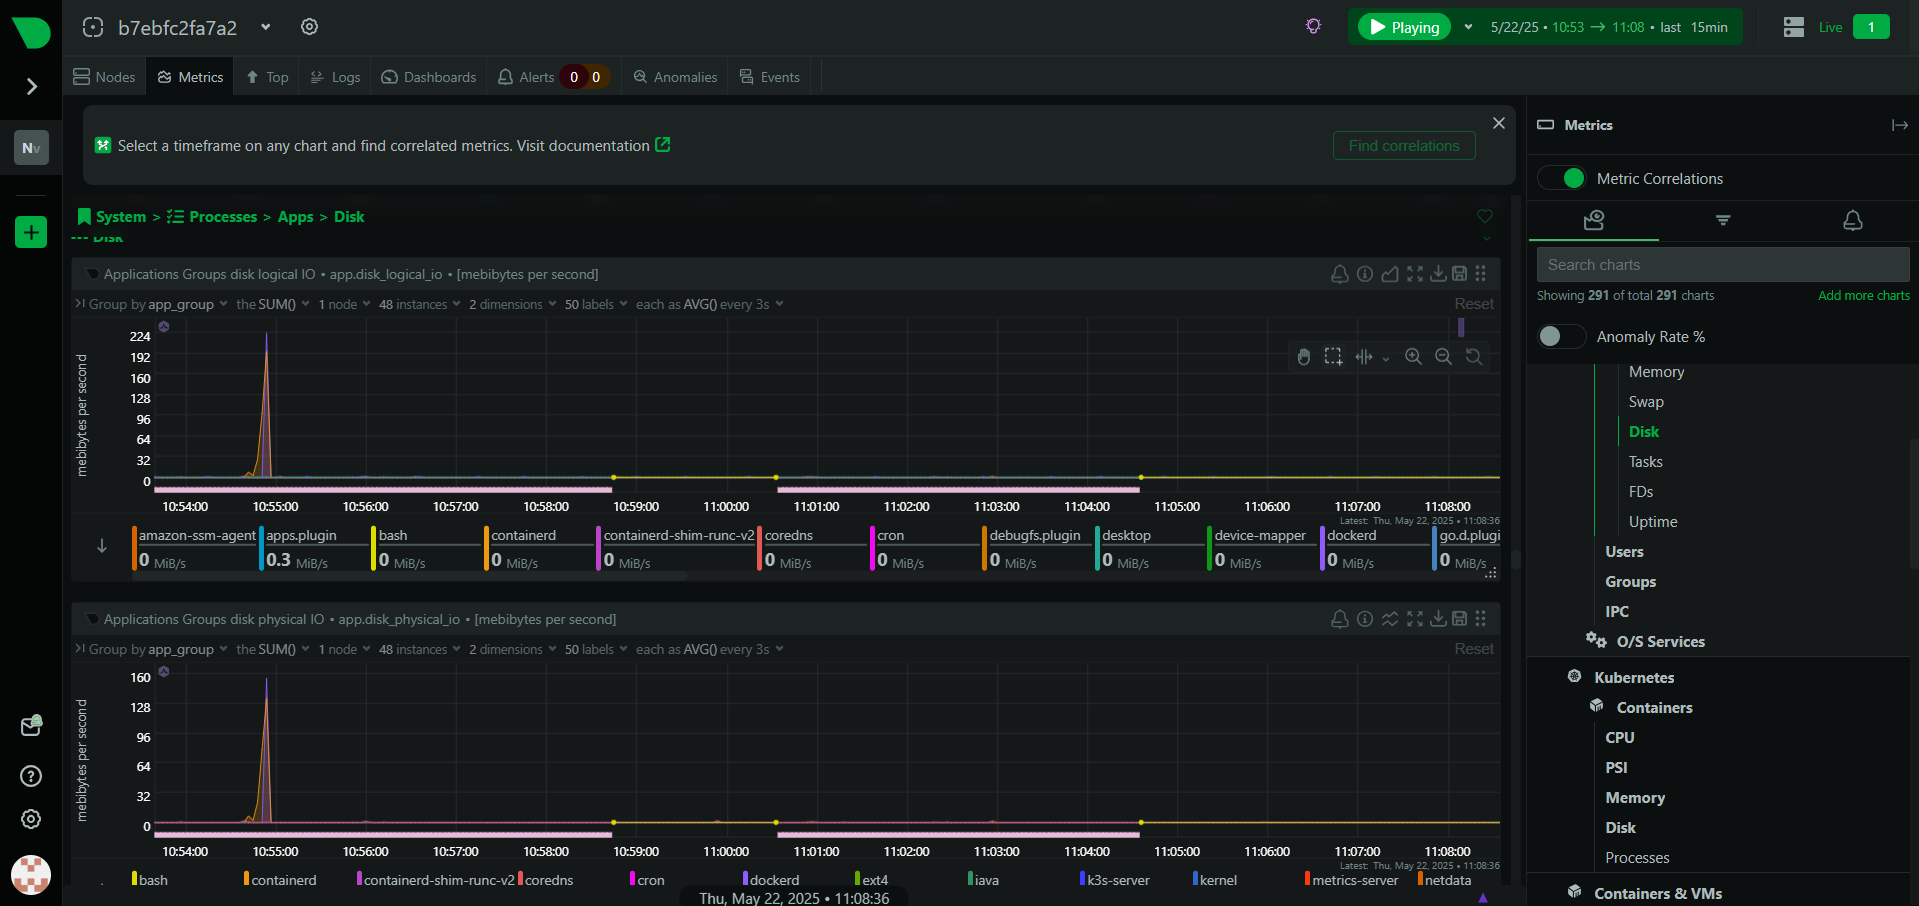 b7ebfc2fa7a2
Playing 5/22/25 • 10:53 → 11:08 • last 15min
Live 1
Nodes Metrics Top Logs Dashboards Alerts 0 0 Anomalies Events
Nv
Select a timeframe on any chart and find correlated metrics. Visit documentation
Find correlations
System > Processes > Apps > Disk
Disk
Applications Groups disk logical IO • app.disk_logical_io • [mebibytes per second]
Group by app_group the SUM() 1 node 48 instances 2 dimensions 50 labels each as AVG() every 3s Reset
mebibytes per second
224
192
160
128
96
64
32
0
10:54:00 10:55:00 10:56:00 10:57:00 10:58:00 10:59:00 11:00:00 11:01:00 11:02:00 11:03:00 11:04:00 11:05:00 11:06:00 11:07:00 11:08:00
Latest: Thu, May 22, 2025 • 11:08:36
amazon-ssm-agent apps.plugin bash containerd containerd-shim-runc-v2 coredns cron debugfs.plugin desktop device-mapper dockerd go.d.plugi
0 MiB/s 0.3 MiB/s 0 MiB/s 0 MiB/s 0 MiB/s 0 MiB/s 0 MiB/s 0 MiB/s 0 MiB/s 0 MiB/s 0 MiB/s 0 MiB/s
Applications Groups disk physical IO • app.disk_physical_io • [mebibytes per second]
Group by app_group the SUM() 1 node 48 instances 2 dimensions 50 labels each as AVG() every 3s Reset
mebibytes per second
160
128
96
64
32
0
10:54:00 10:55:00 10:56:00 10:57:00 10:58:00 10:59:00 11:00:00 11:01:00 11:02:00 11:03:00 11:04:00 11:05:00 11:06:00 11:07:00 11:08:00
Latest: Thu, May 22, 2025 • 11:08:36
bash containerd containerd-shim-runc-v2 coredns cron dockerd ext4 java k3s-server kernel metrics-server netdata
Thu, May 22, 2025 • 11:08:36
Metrics
Metric Correlations
Search charts
Showing 291 of total 291 charts Add more charts
Anomaly Rate %
Memory
Swap
Disk
Tasks
FDs
Uptime
Users
Groups
IPC
O/S Services
Kubernetes
Containers
CPU
PSI
Memory
Disk
Processes
Containers & VMs